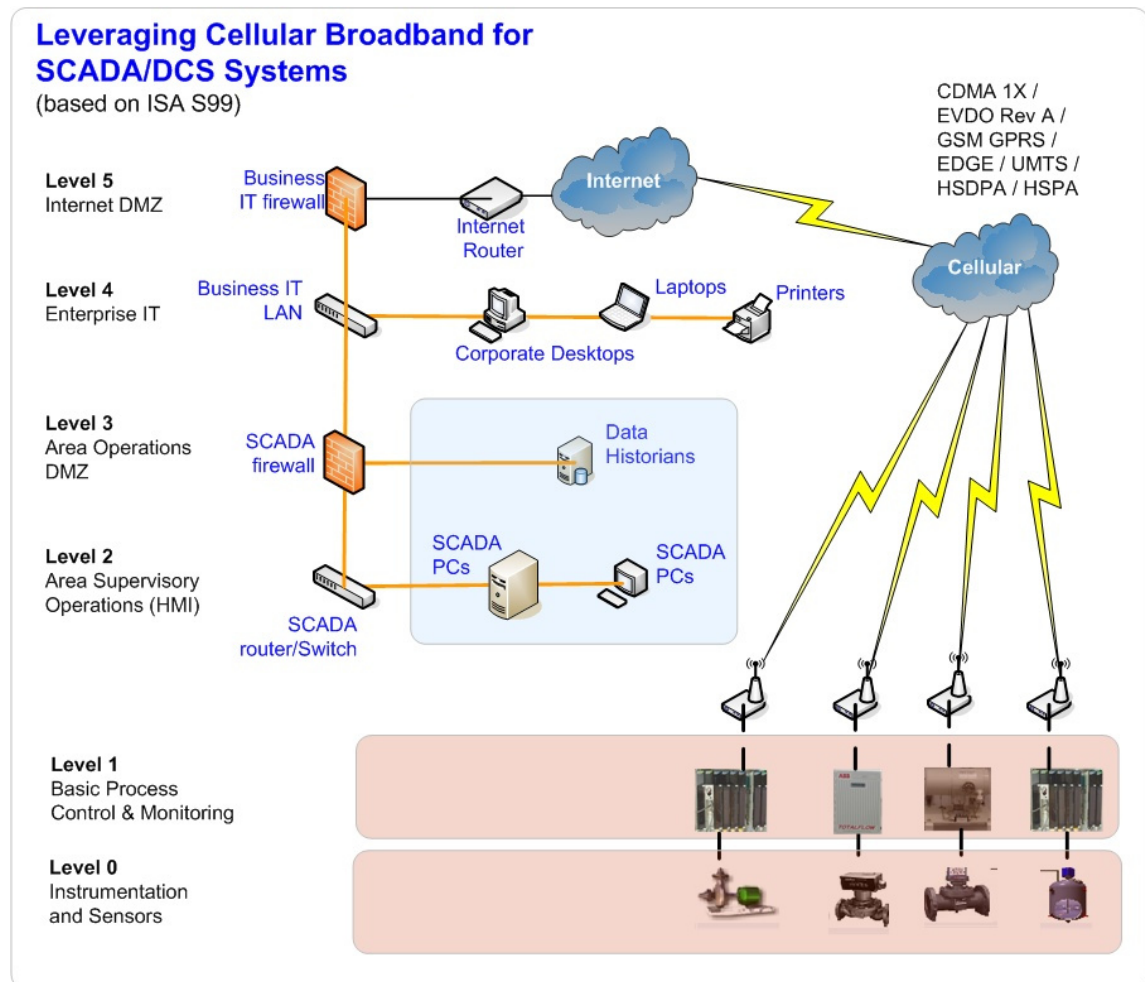 Leveraging Cellular Broadband for
SCADA/DCS Systems
(based on ISA S99)
CDMA 1X /
EVDO Rev A /
GSM GPRS /
EDGE / UMTS /
HSDPA / HSPA
Level 5
Internet DMZ
Business
IT firewall
Internet
Router
Internet
Cellular
Level 4
Enterprise IT
Business IT
LAN
Corporate Desktops
Laptops
Printers
Level 3
Area Operations
DMZ
SCADA
firewall
Data
Historians
Level 2
Area Supervisory
Operations (HMI)
SCADA
router/Switch
SCADA
PCs
SCADA
PCs
Level 1
Basic Process
Control & Monitoring
ABB
TOTALFLOW
Level 0
Instrumentation
and Sensors